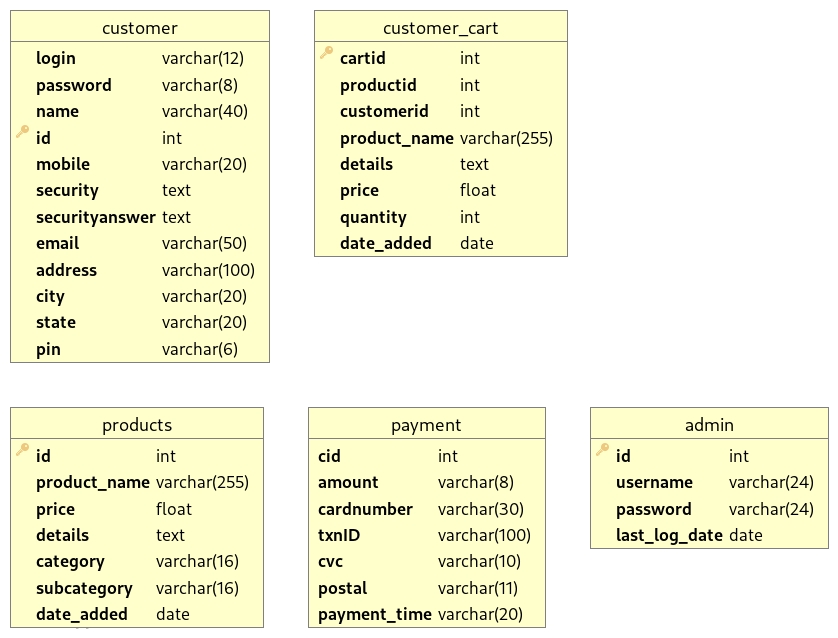 customer
login varchar(12)
password varchar(8)
name varchar(40)
id int
mobile varchar(20)
security text
securityanswer text
email varchar(50)
address varchar(100)
city varchar(20)
state varchar(20)
pin varchar(6)
customer_cart
cartid int
productid int
customerid int
product_name varchar(255)
details text
price float
quantity int
date_added date
products
id int
product_name varchar(255)
price float
details text
category varchar(16)
subcategory varchar(16)
date_added date
payment
cid int
amount varchar(8)
cardnumber varchar(30)
txnID varchar(100)
cvc varchar(10)
postal varchar(11)
payment_time varchar(20)
admin
id int
username varchar(24)
password varchar(24)
last_log_date date